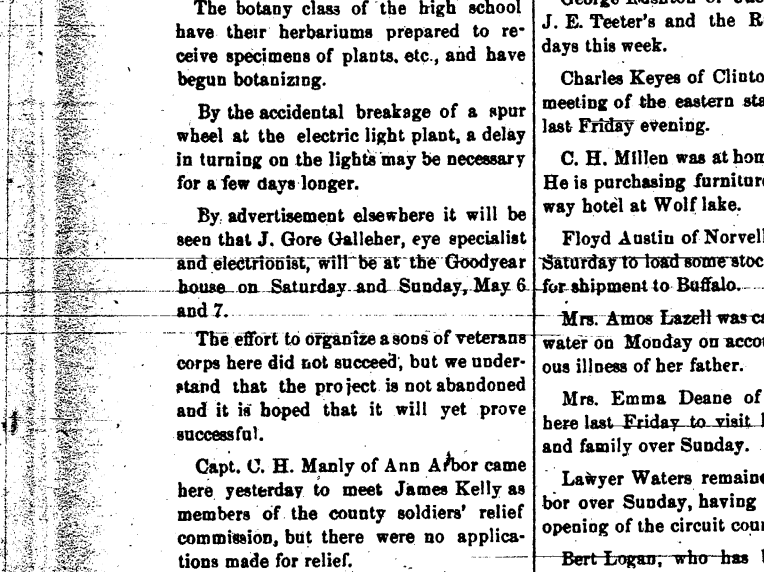 The botany class of the high school
have their herbariums prepared to re-
ceive specimens of plants, etc., and have
begun botanizing.
By the accidental breakage of a spur
wheel at the electric light plant, a delay
in turning on the lights may be necessary
for a few days longer.
By advertisement elsewhere it will be
seen that J. Gore Galleher, eye specialist
and electrionist, will be at the Goodyear
house on Saturday and Sunday, May 6
and 7.
The effort to organize a sons of veterans
corps here did not succeed, but we under-
stand that the project is not abandoned
and it is hoped that it will yet prove
successful.
Capt. C. H. Manly of Ann Arbor came
here yesterday to meet James Kelly as
members of the county soldiers' relief
commission, but there were no applica-
tions made for relief.
J. E. Teeter's and the R
days this week.
Charles Keyes of Clinto
meeting of the eastern sta
last Friday evening.
C. H. Millen was at hom
He is purchasing furniture
way hotel at Wolf lake.
Floyd Austin of Norvell
Saturday to load some stoc
for shipment to Buffalo.
Mrs. Amos Lazell was ca
water on Monday on accou
ous illness of her father.
Mrs. Emma Deane of
here last Friday to visit
and family over Sunday.
Lawyer Waters remaine
bor over Sunday, having
opening of the circuit cour
Bert Logan, who has